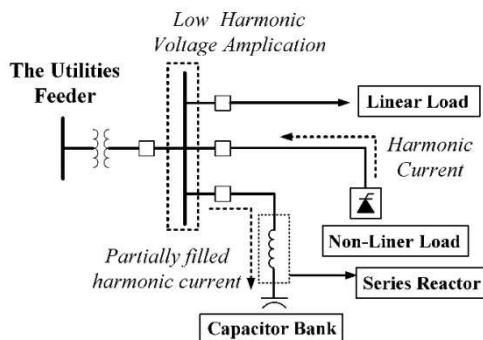 Low Harmonic
Voltage Amplication
The Utilities
Feeder
Linear Load
Harmonic
Current
Non-Liner Load
Partially filled
harmonic current
Series Reactor
Capacitor Bank